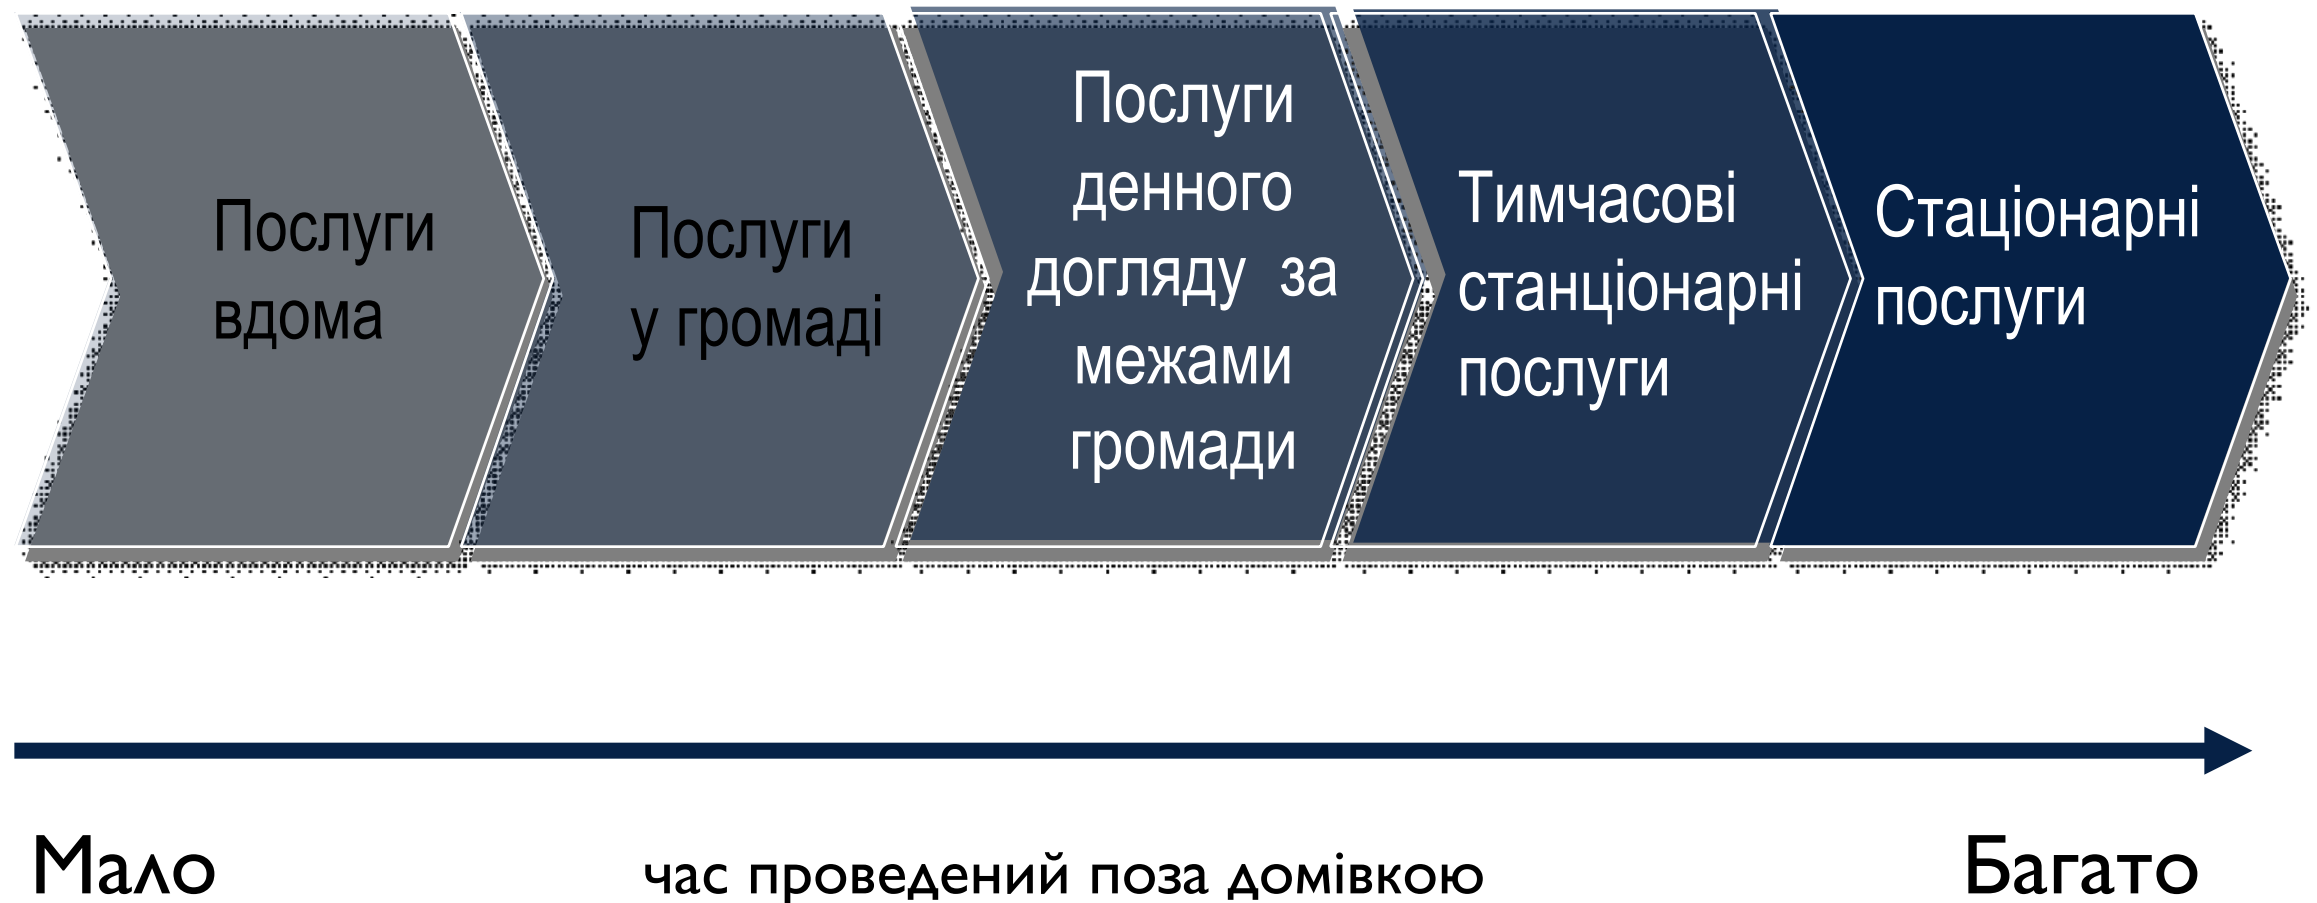 Послуги
вдома
Послуги
у громаді
Послуги
денного
догляду за
межами
громади
Тимчасові
станціонарні
послуги
Стаціонарні
послуги
Мало
час проведений поза домівкою
Багато